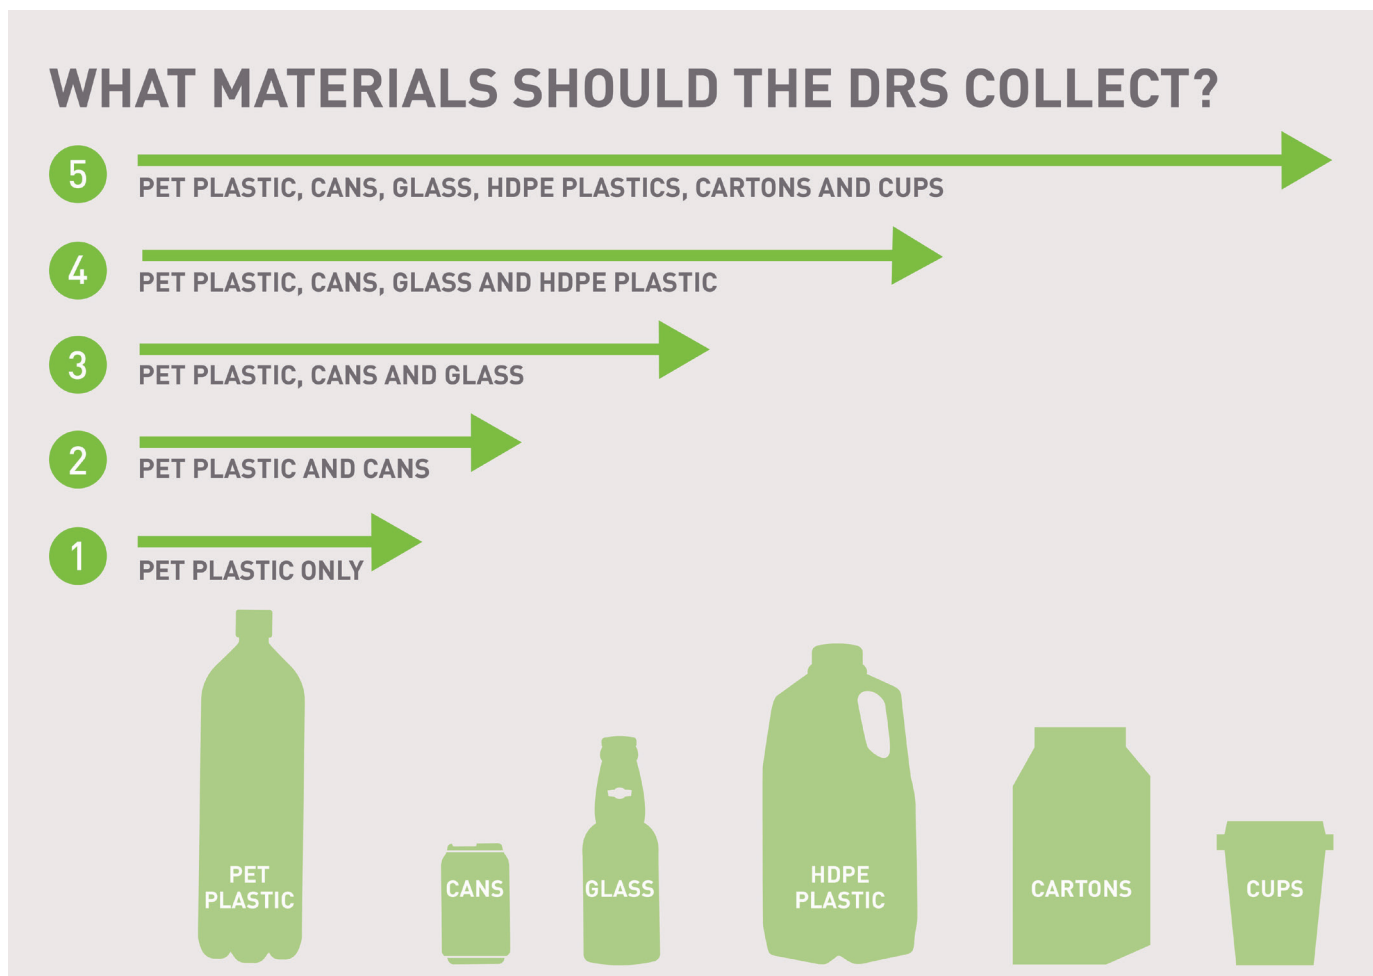 WHAT MATERIALS SHOULD THE DRS COLLECT?
5
PET PLASTIC, CANS, GLASS, HDPE PLASTICS, CARTONS AND CUPS
4
PET PLASTIC, CANS, GLASS AND HDPE PLASTIC
3
PET PLASTIC, CANS AND GLASS
2
PET PLASTIC AND CANS
1
PET PLASTIC ONLY
PET
PLASTIC
CANS
GLASS
HDPE
PLASTIC
CARTONS
CUPS